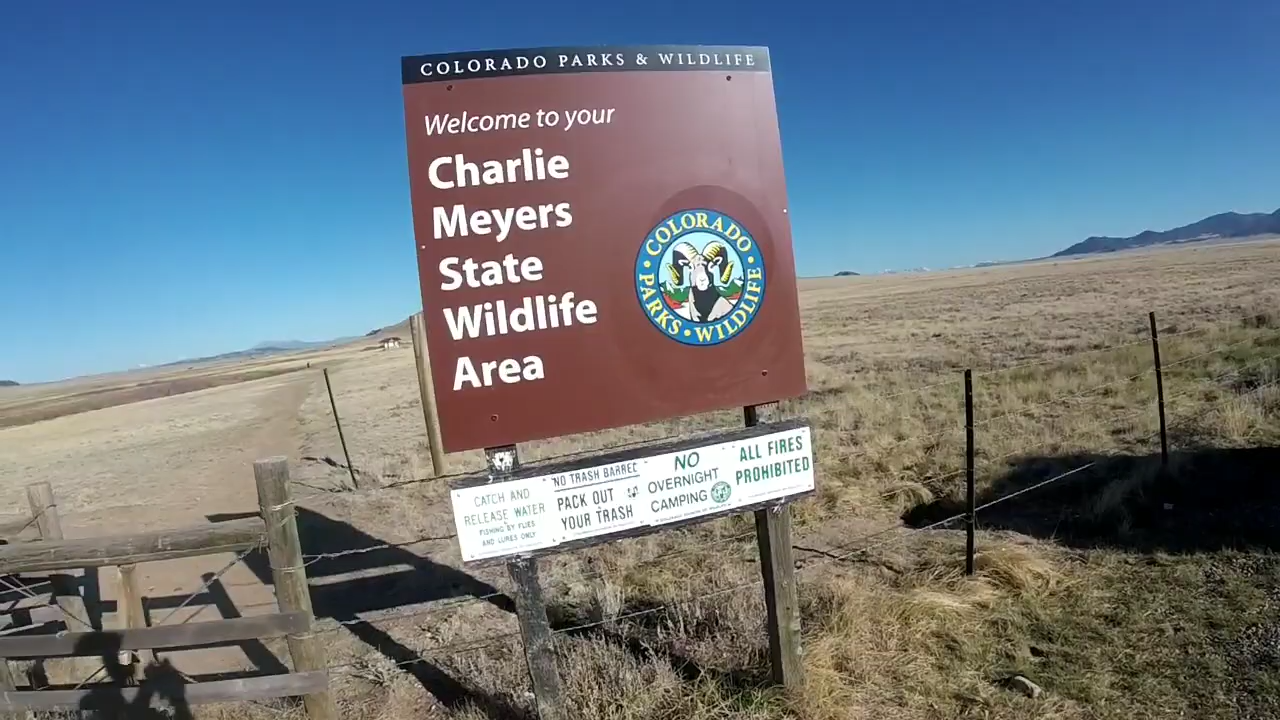 COLORADO PARKS & WILDLIFE
Welcome to your
Charlie
Meyers
State
Wildlife
Area
COLORADO
PARKS • WILDLIFE
CATCH AND
RELEASE WATER
FISHING BY FLIES
AND LURES ONLY
NO TRASH BARREL
PACK OUT
YOUR TRASH
NO
OVERNIGHT
CAMPING
ALL FIRES
PROHIBITED